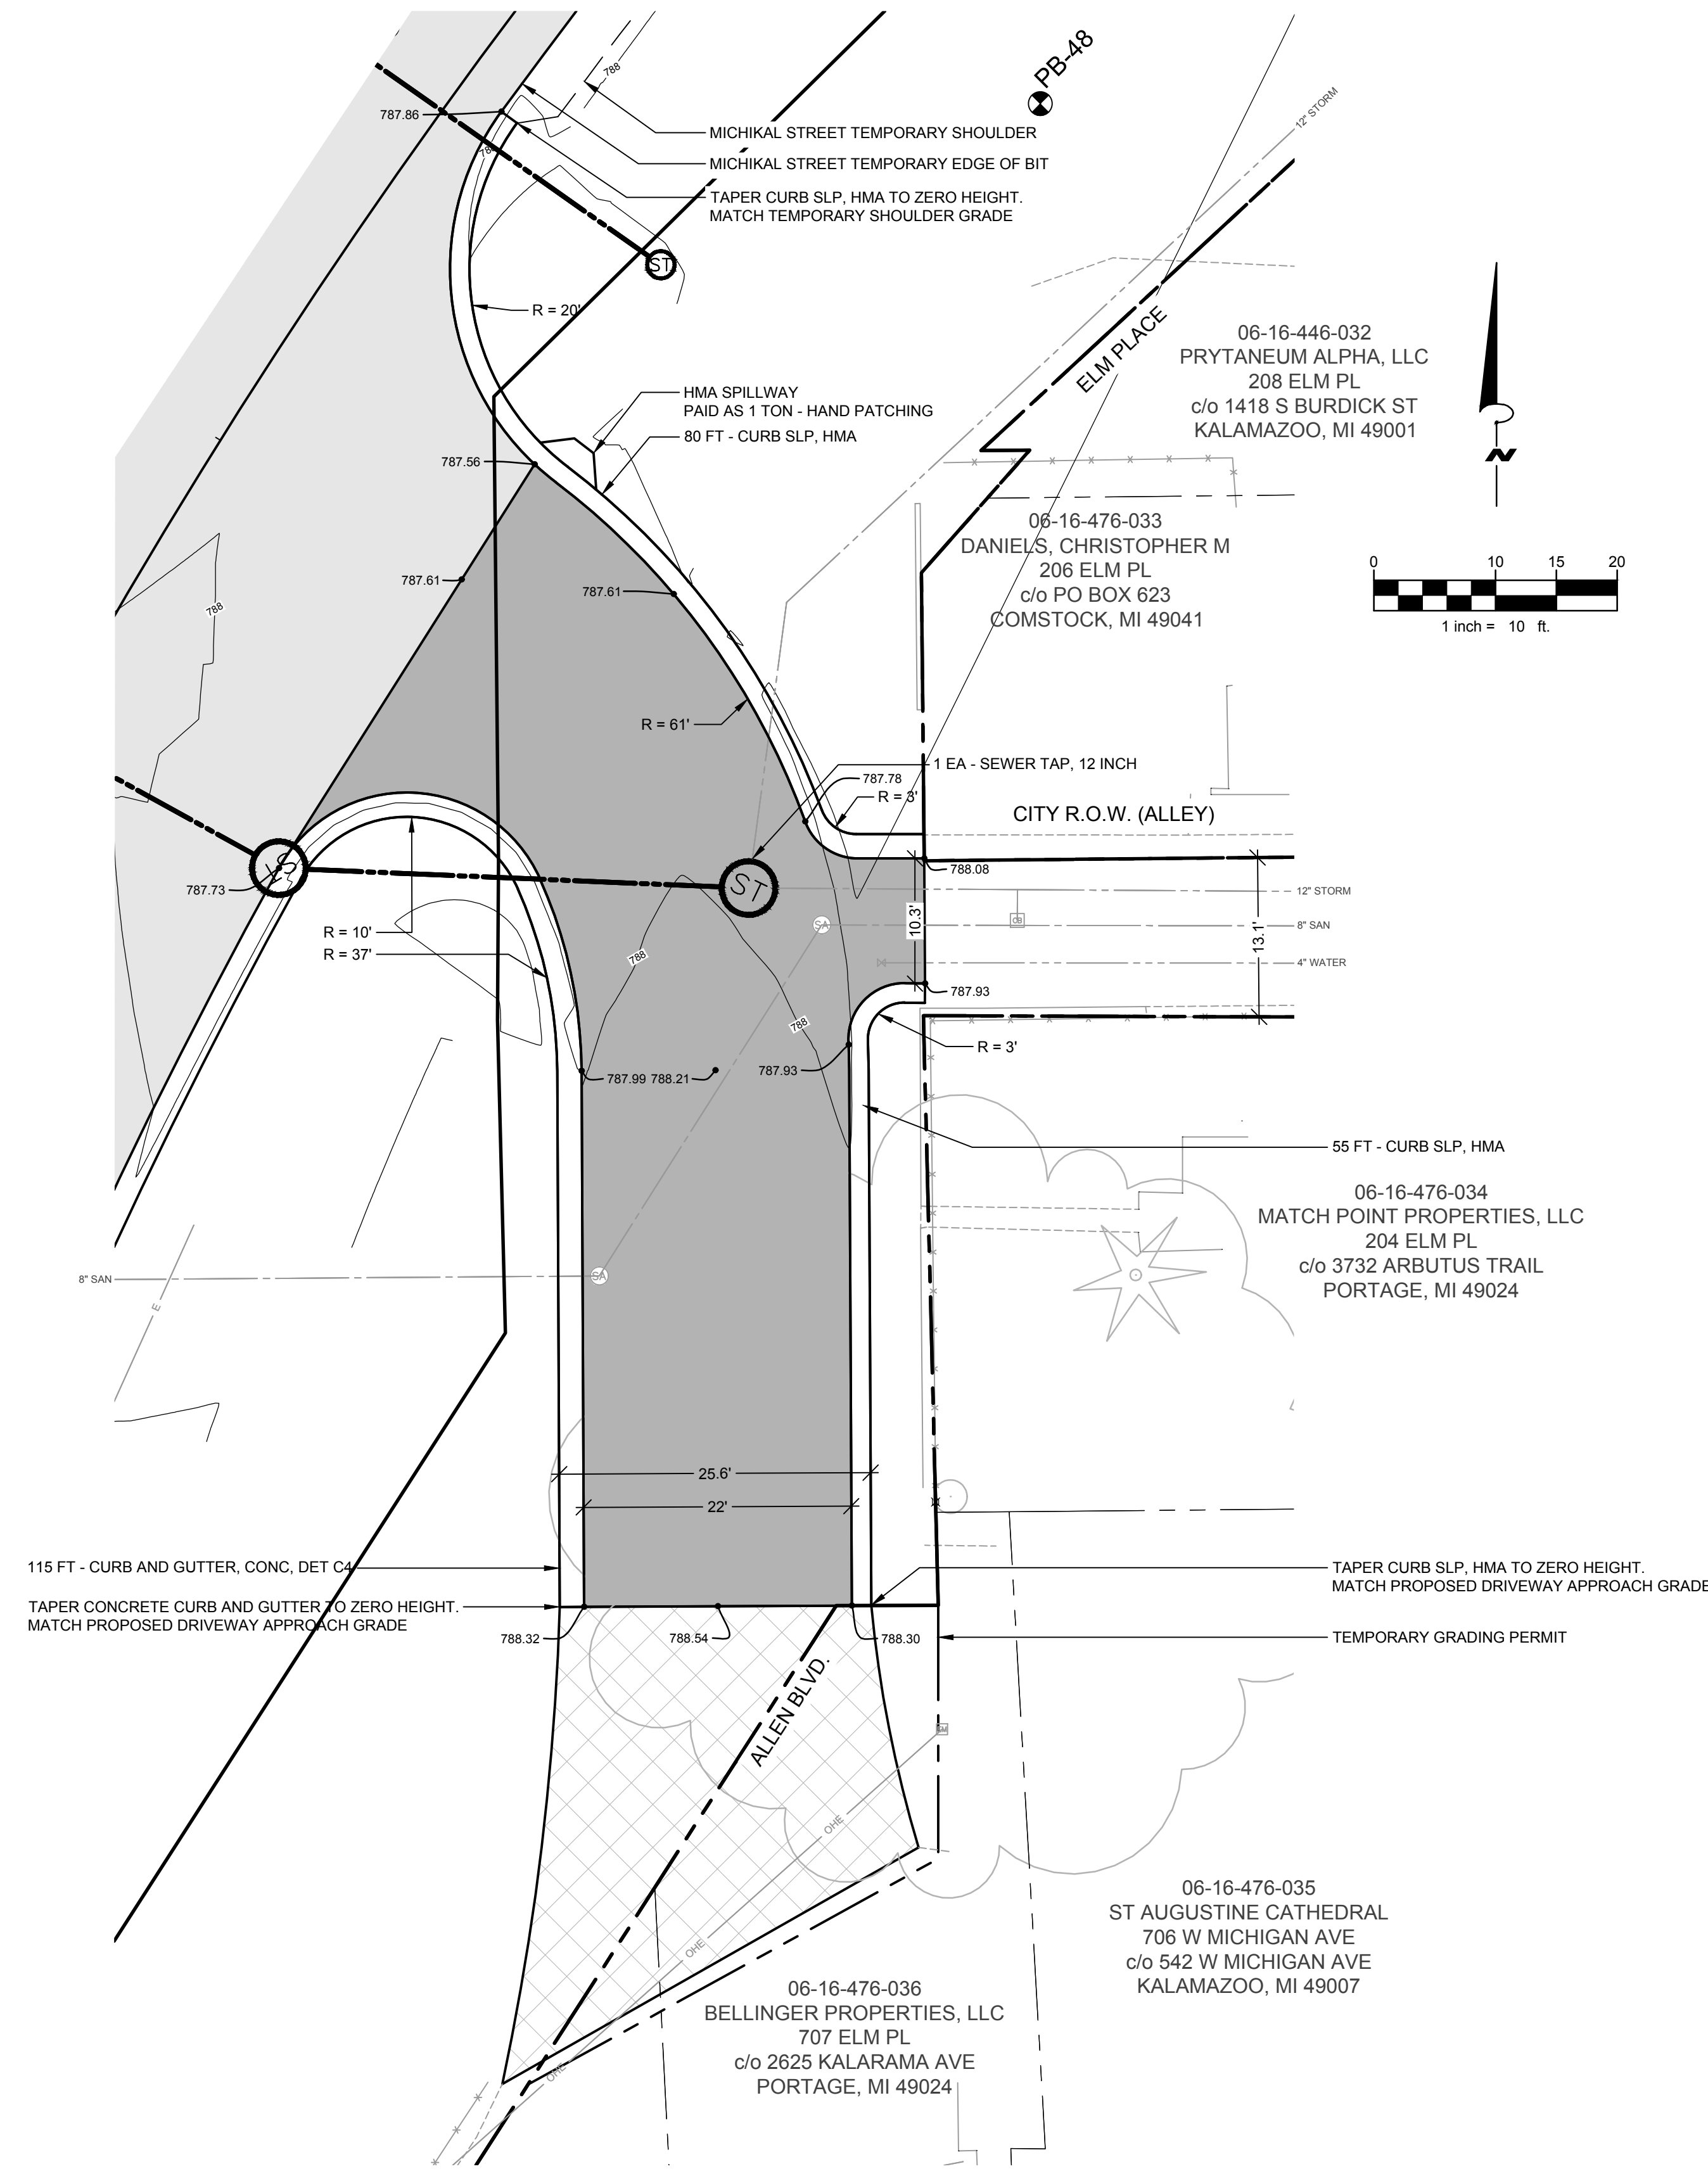 PB-48
12" STORM
788
787.86
78
MICHIKAL STREET TEMPORARY SHOULDER
MICHIKAL STREET TEMPORARY EDGE OF BIT
TAPER CURB SLP, HMA TO ZERO HEIGHT.
MATCH TEMPORARY SHOULDER GRADE
ST
R = 20'
ELM PLACE
06-16-446-032
PRYTANEUM ALPHA, LLC
208 ELM PL
c/o 1418 S BURDICK ST
KALAMAZOO, MI 49001
N
HMA SPILLWAY
PAID AS 1 TON - HAND PATCHING
80 FT - CURB SLP, HMA
787.56
06-16-476-033
DANIELS, CHRISTOPHER M
206 ELM PL
c/o PO BOX 623
COMSTOCK, MI 49041
0 10 15 20
1 inch = 10 ft.
787.61
787.61
788
R = 61'
1 EA - SEWER TAP, 12 INCH
787.78
R = 3'
CITY R.O.W. (ALLEY)
788.08
ST
ST
787.73
12" STORM
10.3'
13.1'
SA
CB
8" SAN
R = 10'
R = 37'
788
4" WATER
787.93
788
R = 3'
787.99 788.21
787.93
55 FT - CURB SLP, HMA
06-16-476-034
MATCH POINT PROPERTIES, LLC
204 ELM PL
c/o 3732 ARBUTUS TRAIL
PORTAGE, MI 49024
8" SAN
SA
E
25.6'
22'
115 FT - CURB AND GUTTER, CONC, DET C4
TAPER CONCRETE CURB AND GUTTER TO ZERO HEIGHT.
MATCH PROPOSED DRIVEWAY APPROACH GRADE
TAPER CURB SLP, HMA TO ZERO HEIGHT.
MATCH PROPOSED DRIVEWAY APPROACH GRADE
788.32
788.54
788.30
TEMPORARY GRADING PERMIT
ALLEN BLVD.
OHE
OHE
OHE
06-16-476-035
ST AUGUSTINE CATHEDRAL
706 W MICHIGAN AVE
c/o 542 W MICHIGAN AVE
KALAMAZOO, MI 49007
06-16-476-036
BELLINGER PROPERTIES, LLC
707 ELM PL
c/o 2625 KALARAMA AVE
PORTAGE, MI 49024